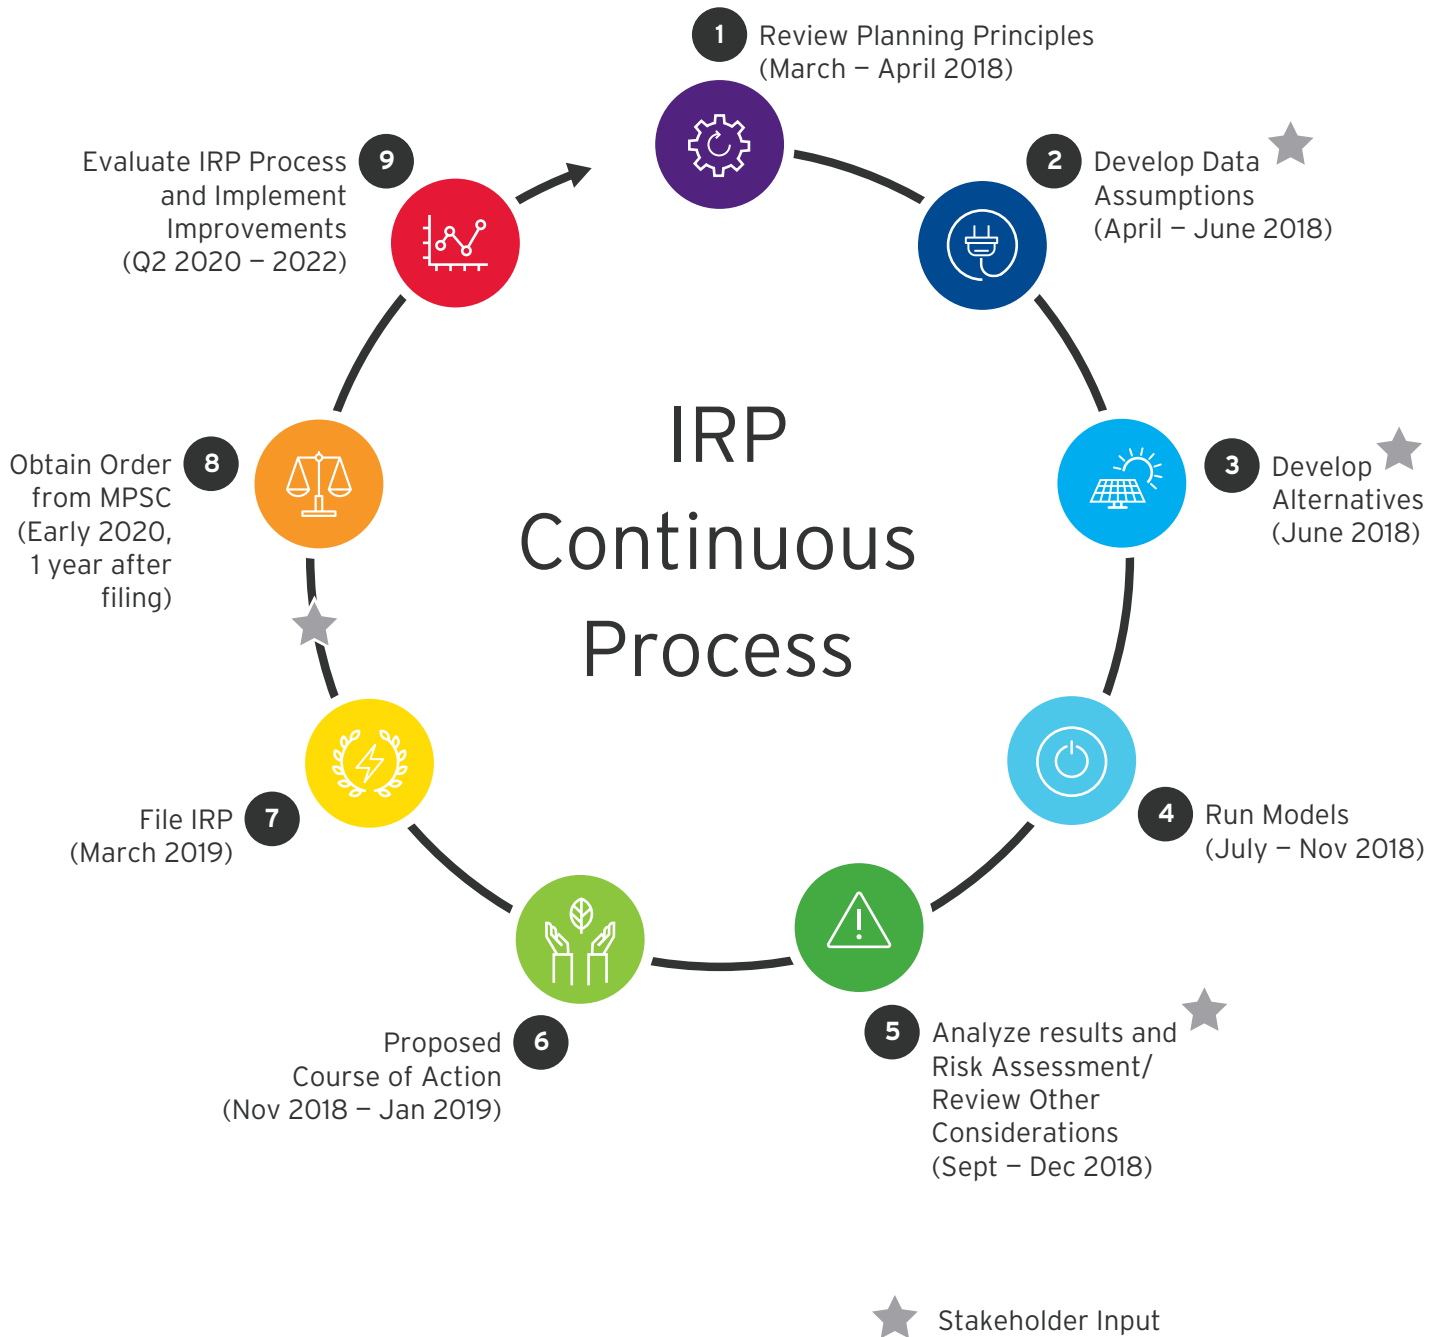 1
Review Planning Principles
(March – April 2018)
2
Develop Data
Assumptions
(April – June 2018)
3
Develop
Alternatives
(June 2018)
4
Run Models
(July – Nov 2018)
5
Analyze results and
Risk Assessment/
Review Other
Considerations
(Sept – Dec 2018)
6
Proposed
Course of Action
(Nov 2018 – Jan 2019)
7
File IRP
(March 2019)
8
Obtain Order
from MPSC
(Early 2020,
1 year after
filing)
9
Evaluate IRP Process
and Implement
Improvements
(Q2 2020 – 2022)
IRP
Continuous
Process
Stakeholder Input